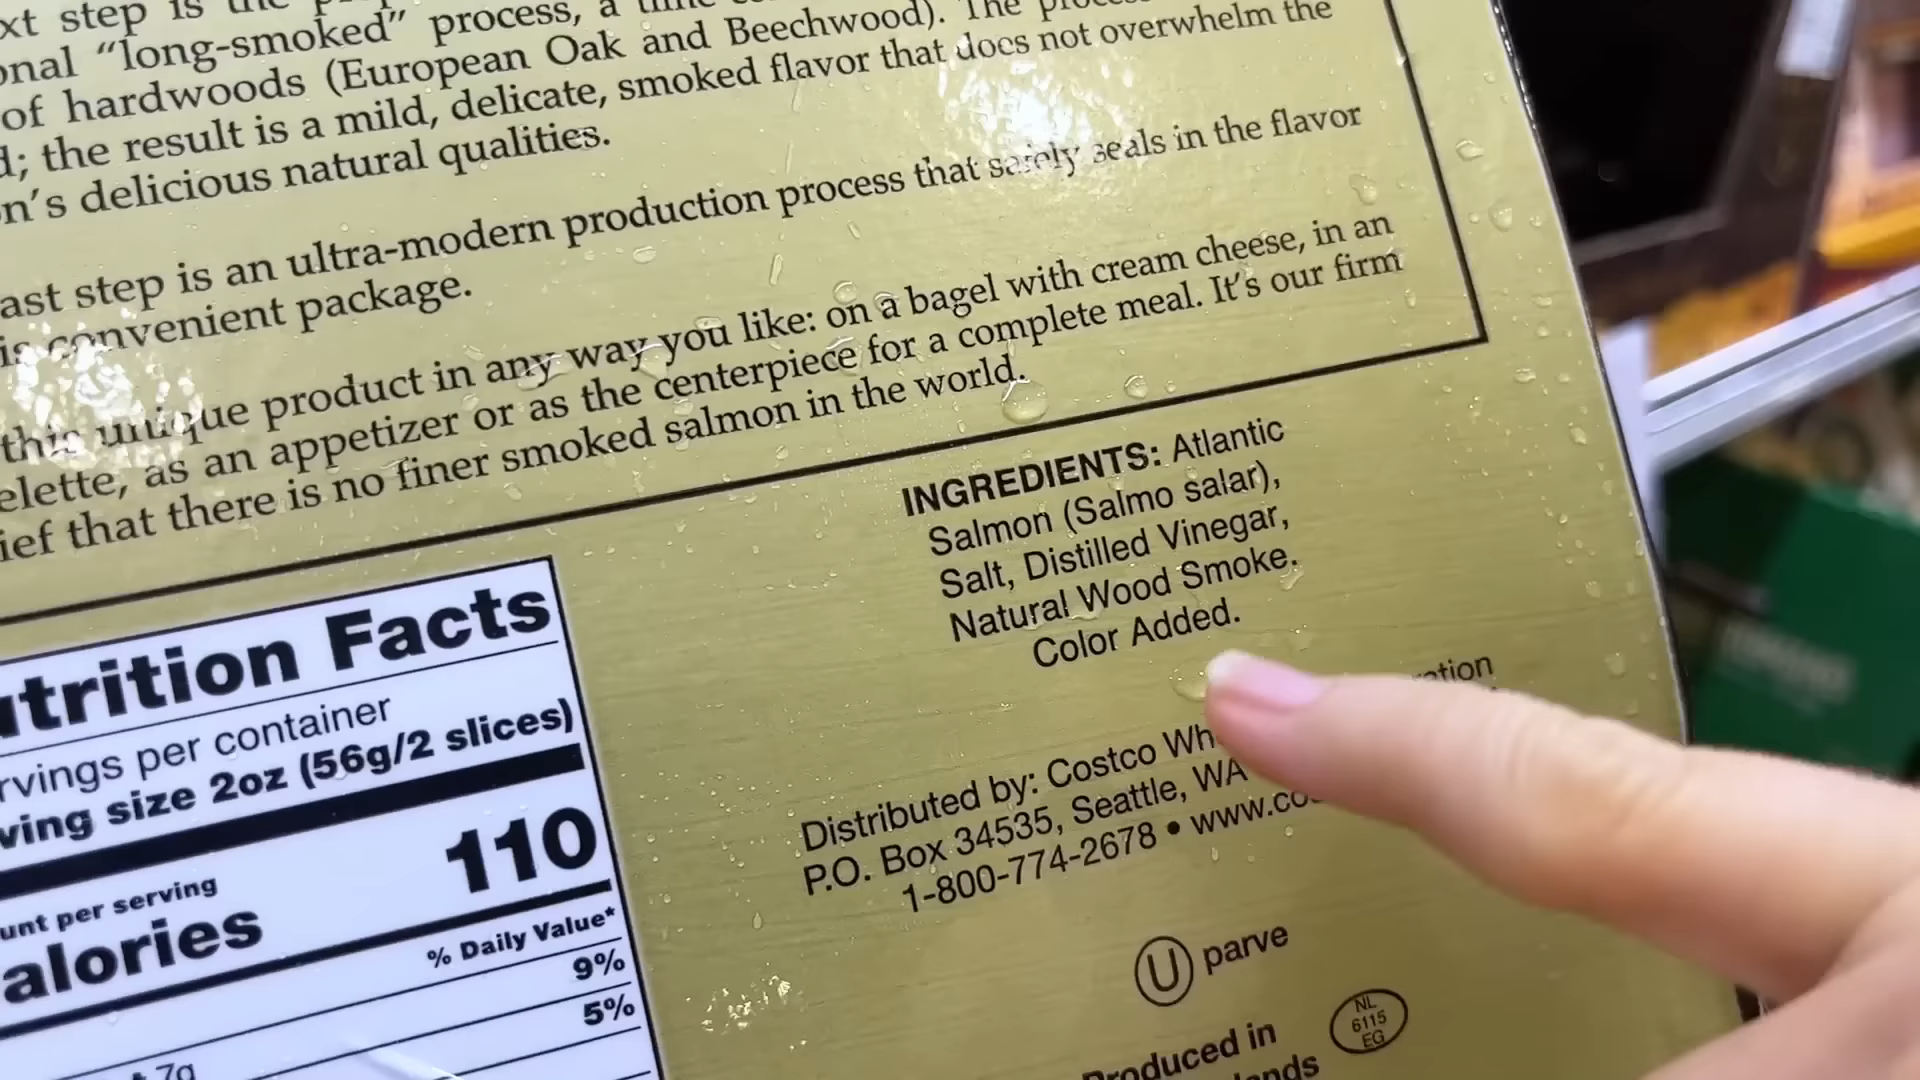 xt step is the
onal “long-smoked” process, a
of hardwoods (European Oak and Beechwood). The
d; the result is a mild, delicate, smoked flavor that does not overwhelm the
n’s delicious natural qualities.
ast step is an ultra-modern production process that safely seals in the flavor
is convenient package.
this unique product in any way you like: on a bagel with cream cheese, in an
elette, as an appetizer or as the centerpiece for a complete meal. It’s our firm
ief that there is no finer smoked salmon in the world.
INGREDIENTS: Atlantic
Salmon (Salmo salar),
Salt, Distilled Vinegar,
Natural Wood Smoke.
Color Added.
ation
Distributed by: Costco Wh
P.O. Box 34535, Seattle, WA
1-800-774-2678 • www.co
U parve
NL
6115
EG
Produced in
ands
utrition Facts
rvings per container
ving size 2oz (56g/2 slices)
unt per serving
alories 110
% Daily Value*
9%
5%
7g